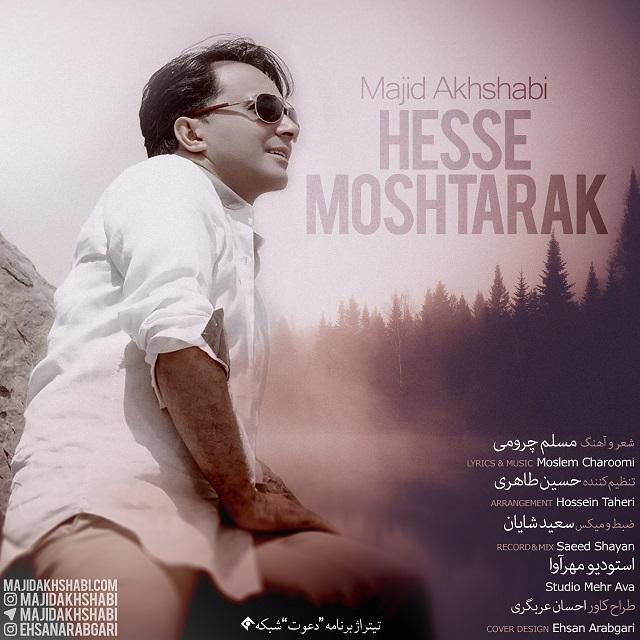 Majid Akhshabi
HESSE
MOSHTARAK
شعر و آهنگ مسلم چرومی
LYRICS & MUSIC Moslem Charoomi
تنظیم کننده حسین طاهری
ARRANGEMENT Hossein Taheri
ضبط و میکس سعید شایان
RECORD & MIX Saeed Shayan
استودیو مهرآوا
Studio Mehr Ava
طراح کاور احسان عربگری
COVER DESIGN Ehsan Arabgari
MAJIDAKHSHABI.COM
MAJIDAKHSHABI
MAJIDAKHSHABI
EHSANARABGARI
تیتراژ برنامه "دعوت" شبکه